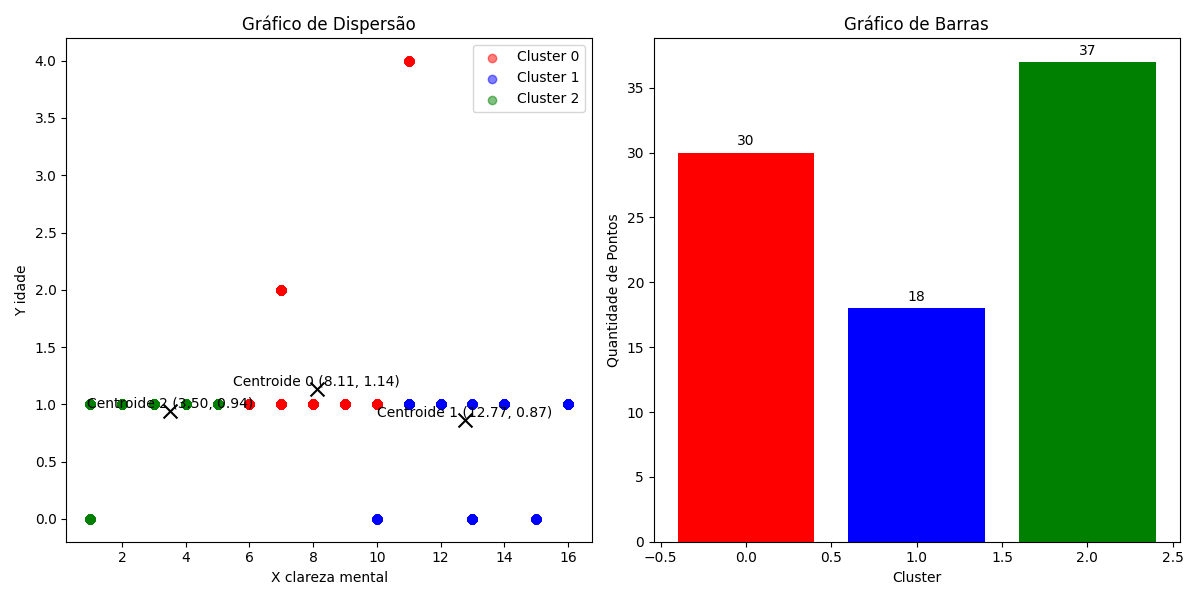 Gráfico de Dispersão
4.0
3.5
3.0
2.5
2.0
1.5
1.0
0.5
0.0
Y idade
Cluster 0
Cluster 1
Cluster 2
Centroide 0 (8.11, 1.14)
Centroide 2 (3.50, 0.94)
Centroide 1 (12.77, 0.87)
2 4 6 8 10 12 14 16
X clareza mental
Gráfico de Barras
35
30
25
20
15
10
5
0
Quantidade de Pontos
30
18
37
−0.5 0.0 0.5 1.0 1.5 2.0 2.5
Cluster